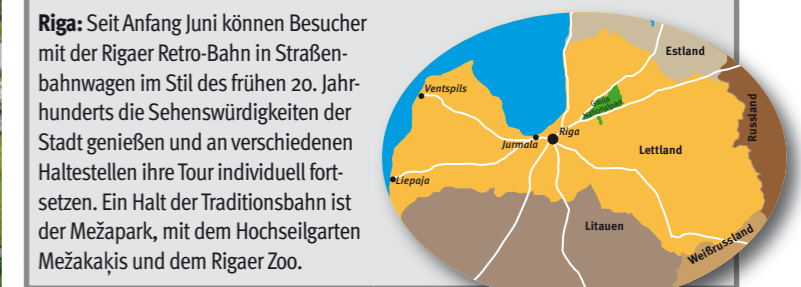 Riga: Seit Anfang Juni können Besucher
mit der Rigaer Retro-Bahn in Straßen-
bahnwagen im Stil des frühen 20. Jahr-
hunderts die Sehenswürdigkeiten der
Stadt genießen und an verschiedenen
Haltestellen ihre Tour individuell fort-
setzen. Ein Halt der Traditionsbahn ist
der Mežapark, mit dem Hochseilgarten
Mežakaķis und dem Rigaer Zoo.
Estland
Ventspils
Gauja
Nationalpark
Russland
Riga
Jurmala
Lettland
Liepaja
Litauen
Weißrussland